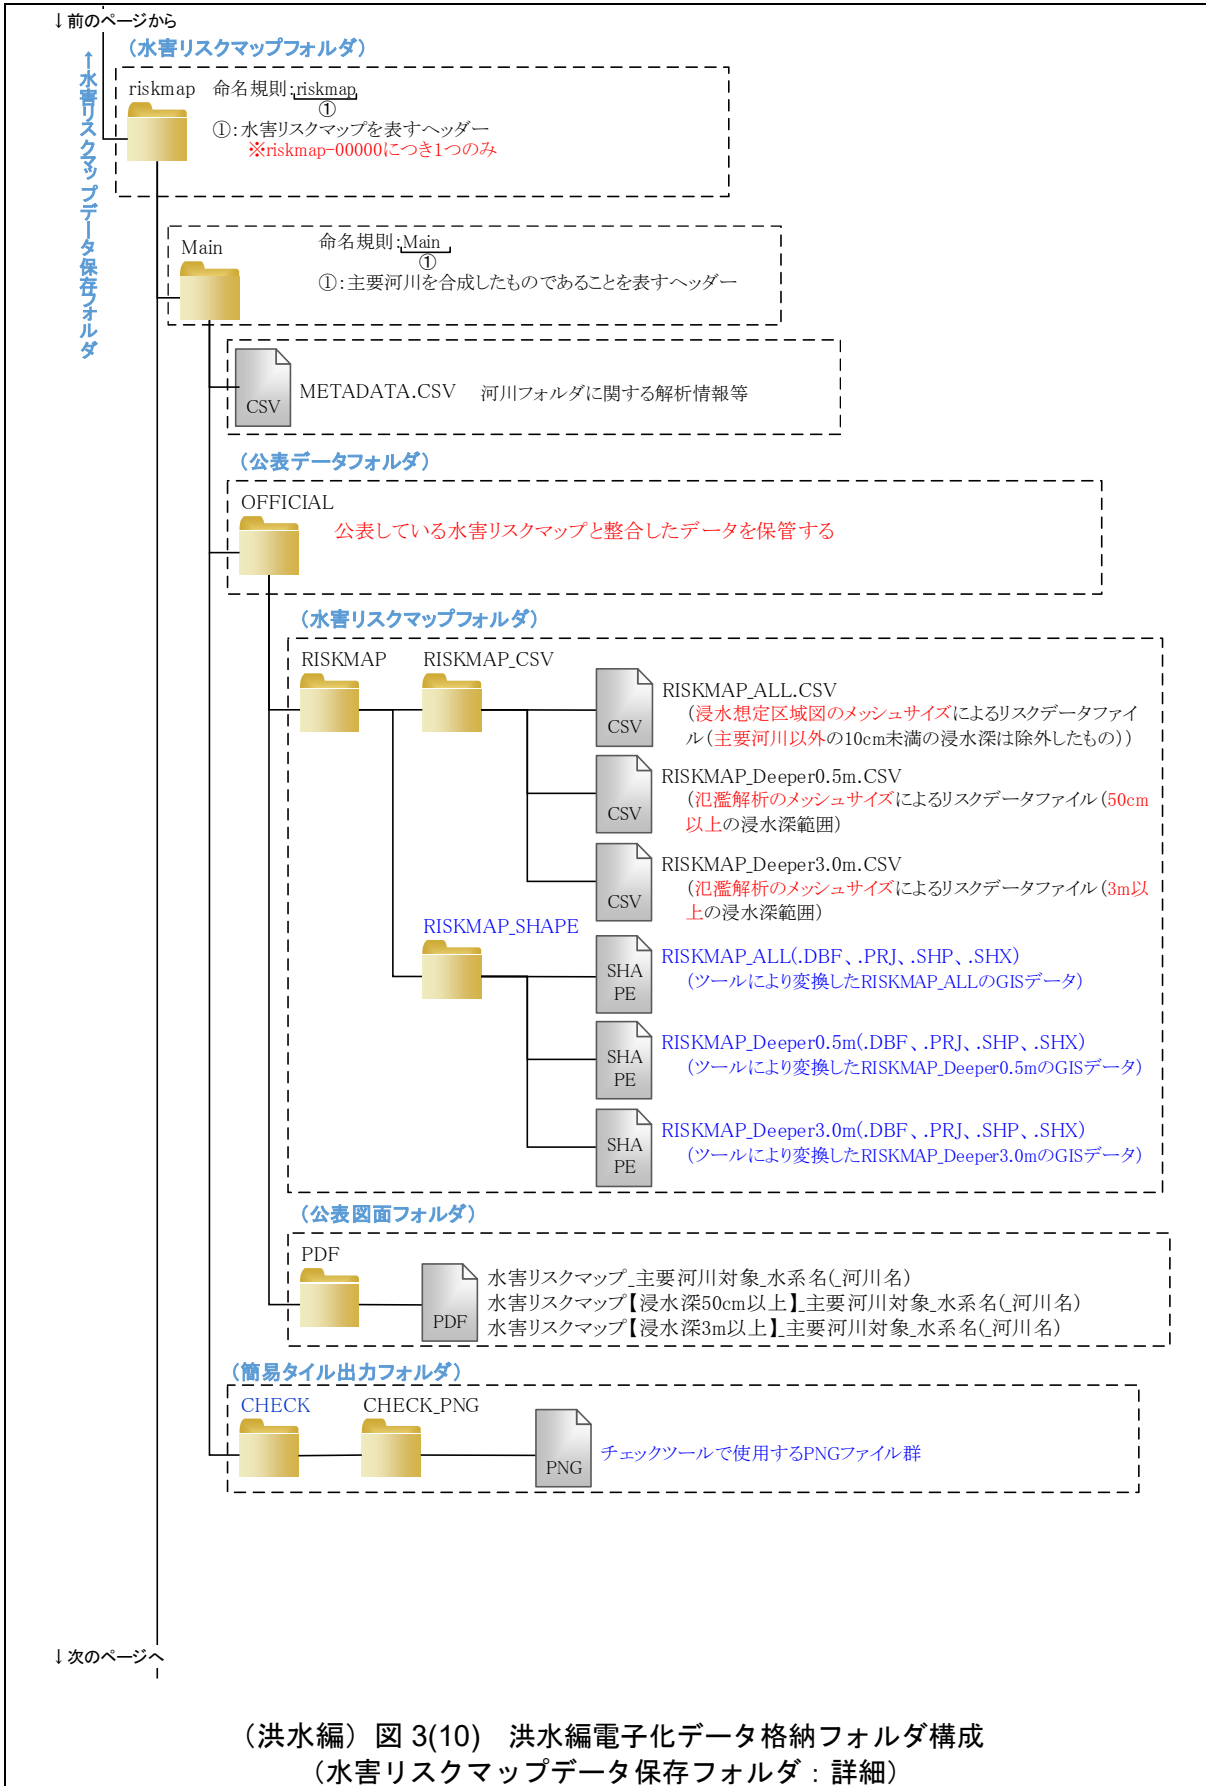 ↓前のページから
←水害リスクマップデータ保存フォルダ
（水害リスクマップフォルダ）
riskmap 命名規則:riskmap
①
①:水害リスクマップを表すヘッダー
※riskmap-00000につき1つのみ
Main 命名規則:Main
①
①:主要河川を合成したものであることを表すヘッダー
CSV METADATA.CSV 河川フォルダに関する解析情報等
（公表データフォルダ）
OFFICIAL
公表している水害リスクマップと整合したデータを保管する
（水害リスクマップフォルダ）
RISKMAP RISKMAP_CSV
CSV RISKMAP_ALL.CSV
（浸水想定区域図のメッシュサイズによるリスクデータファイ
ル（主要河川以外の10cm未満の浸水深は除外したもの））
CSV RISKMAP_Deeper0.5m.CSV
（氾濫解析のメッシュサイズによるリスクデータファイル（50cm
以上の浸水深範囲）
CSV RISKMAP_Deeper3.0m.CSV
（氾濫解析のメッシュサイズによるリスクデータファイル（3m以
上の浸水深範囲）
RISKMAP_SHAPE
SHA
PE
RISKMAP_ALL(.DBF、.PRJ、.SHP、.SHX)
（ツールにより変換したRISKMAP_ALLのGISデータ）
SHA
PE
RISKMAP_Deeper0.5m(.DBF、.PRJ、.SHP、.SHX)
（ツールにより変換したRISKMAP_Deeper0.5mのGISデータ）
SHA
PE
RISKMAP_Deeper3.0m(.DBF、.PRJ、.SHP、.SHX)
（ツールにより変換したRISKMAP_Deeper3.0mのGISデータ）
（公表図面フォルダ）
PDF
PDF
水害リスクマップ_主要河川対象_水系名(_河川名)
水害リスクマップ【浸水深50cm以上】_主要河川対象_水系名(_河川名)
水害リスクマップ【浸水深3m以上】_主要河川対象_水系名(_河川名)
（簡易タイル出力フォルダ）
CHECK CHECK_PNG
PNG チェックツールで使用するPNGファイル群
↓次のページへ
（洪水編）図 3(10) 洪水編電子化データ格納フォルダ構成
（水害リスクマップデータ保存フォルダ：詳細）